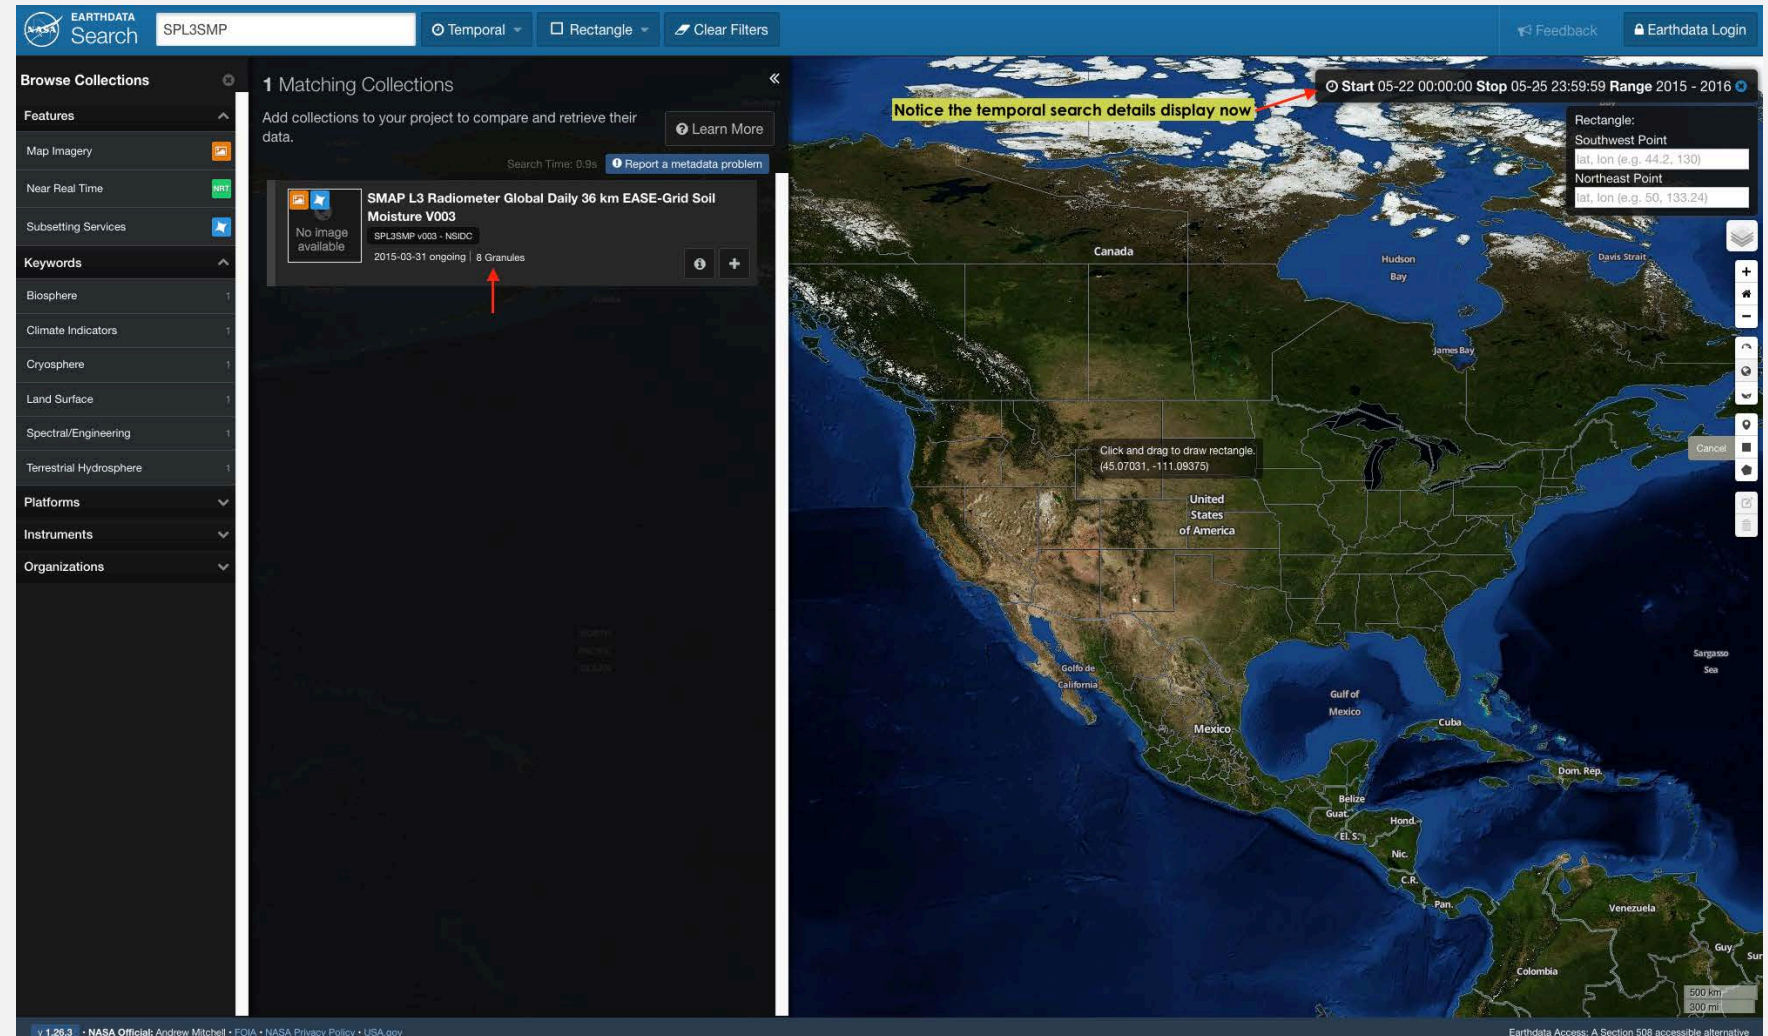 EARTHDATA
Search
SPL3SMP
Temporal
Rectangle
Clear Filters
Feedback
Earthdata Login
Browse Collections
Features
Map Imagery
Near Real Time
NRT
Subsetting Services
Keywords
Biosphere 1
Climate Indicators 1
Cryosphere 1
Land Surface 1
Spectral/Engineering 1
Terrestrial Hydrosphere 1
Platforms
Instruments
Organizations
1 Matching Collections
Add collections to your project to compare and retrieve their
data.
Learn More
Search Time: 0.9s
Report a metadata problem
No image
available
SMAP L3 Radiometer Global Daily 36 km EASE-Grid Soil
Moisture V003
SPL3SMP v003 - NSIDC
2015-03-31 ongoing | 8 Granules
NORTH
PACIFIC
OCEAN
Notice the temporal search details display now
Start 05-22 00:00:00 Stop 05-25 23:59:59 Range 2015 - 2016
Rectangle:
Southwest Point
lat, lon (e.g. 44.2, 130)
Northeast Point
lat, lon (e.g. 50, 133.24)
Canada
Hudson
Bay
Davis Strait
James Bay
Click and drag to draw rectangle.
(45.07031, -111.09375)
Cancel
United
States
of America
Sargasso
Sea
Golfo de
California
Gulf of
Mexico
Mexico
Cuba
Dom. Rep.
Belize
Guat.
Hond.
El. S.
Nic.
C.R.
Pan.
Venezuela
Guy.
Sur
Colombia
500 km
300 mi
v 1.26.3 • NASA Official: Andrew Mitchell • FOIA • NASA Privacy Policy • USA.gov
Earthdata Access: A Section 508 accessible alternative